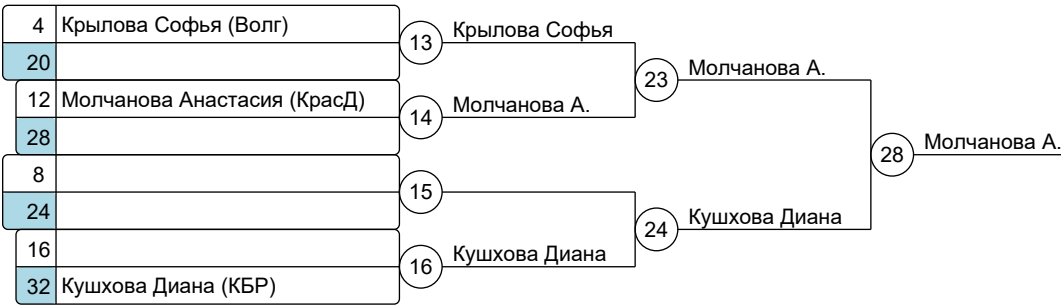 4 Крылова Софья (Волг)
20
12 Молчанова Анастасия (КрасД)
28
8
24
16
32 Кушхова Диана (КБР)
13 Крылова Софья
14 Молчанова А.
15
16 Кушхова Диана
23 Молчанова А.
24 Кушхова Диана
28 Молчанова А.